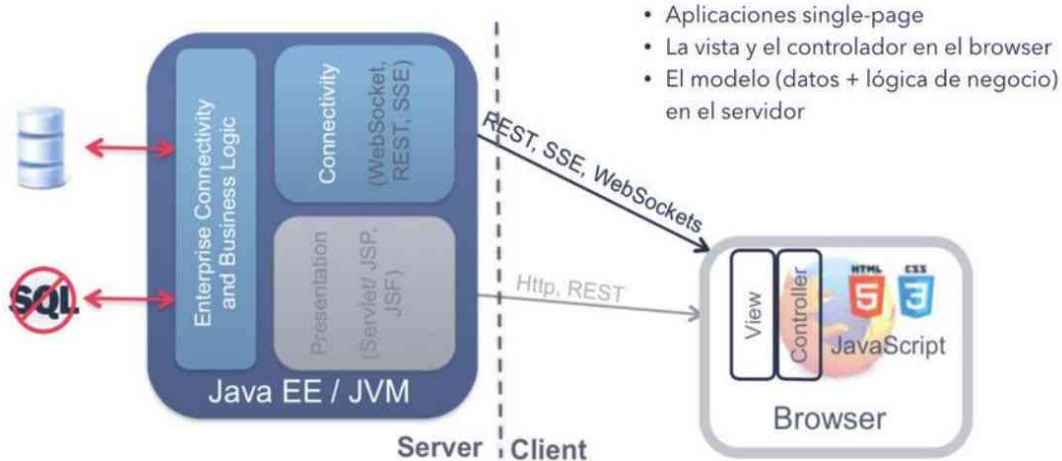 • Aplicaciones single-page
• La vista y el controlador en el browser
• El modelo (datos + lógica de negocio)
en el servidor
SQL
Enterprise Connectivity
and Business Logic
Connectivity
(WebSocket,
REST, SSE)
Presentation
(Servlet/ JSP,
JSF)
Java EE / JVM
REST, SSE, WebSockets
Http, REST
View
Controller
HTML
5
CSS
3
JavaScript
Browser
Server
Client